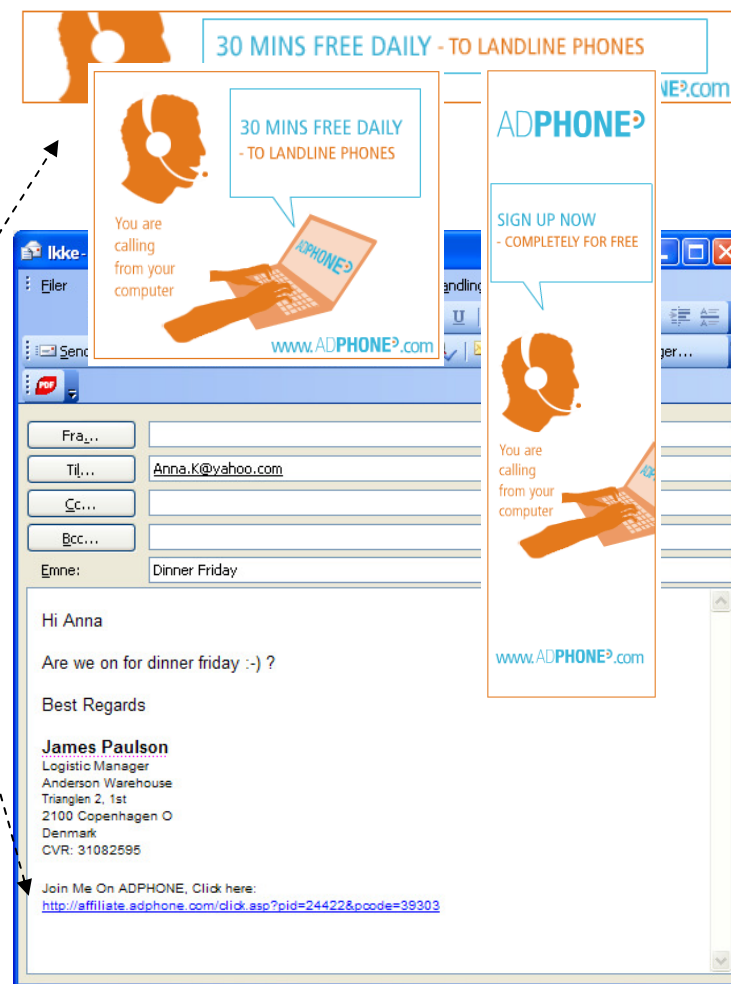 30 MINS FREE DAILY - TO LANDLINE PHONES
30 MINS FREE DAILY
- TO LANDLINE PHONES
You are
calling
from your
computer
ADPHONE
www.ADPHONE.com
ADPHONE
SIGN UP NOW
- COMPLETELY FOR FREE
You are
calling
from your
computer
www.ADPHONE.com
Ikke-
Filer
U
PDF
Fra...
Til... Anna.K@yahoo.com
Cc...
Bcc...
Emne: Dinner Friday
Hi Anna
Are we on for dinner friday :-) ?
Best Regards
James Paulson
Logistic Manager
Anderson Warehouse
Trianglen 2, 1st
2100 Copenhagen O
Denmark
CVR: 31082595
Join Me On ADPHONE, Click here:
http://affiliate.adphone.com/click.asp?pid=24422&pcode=39303